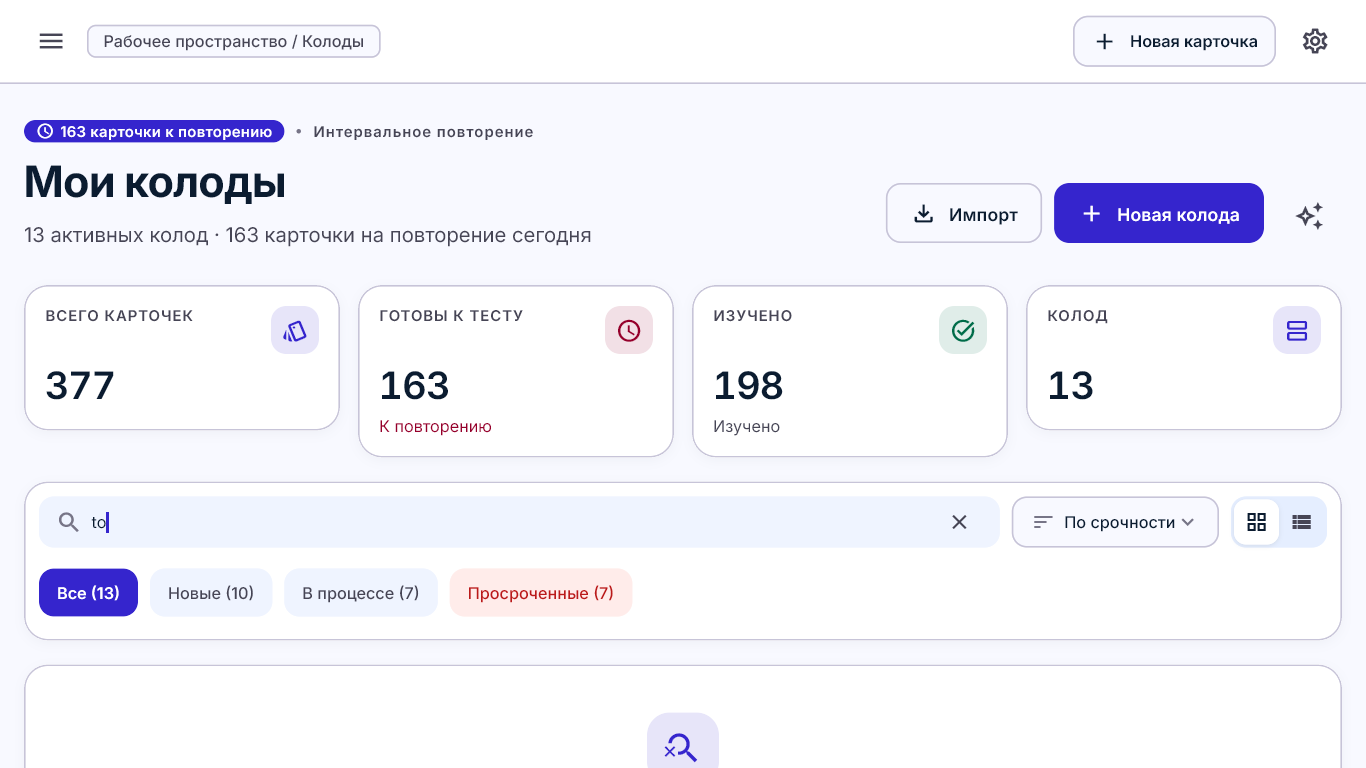 Рабочее пространство / Колоды
Новая карточка
163 карточки к повторению • Интервальное повторение
Мои колоды
13 активных колод · 163 карточки на повторение сегодня
Импорт
Новая колода
ВСЕГО КАРТОЧЕК
377
ГОТОВЫ К ТЕСТУ
163
К повторению
ИЗУЧЕНО
198
Изучено
КОЛОД
13
to
По срочности
Все (13)
Новые (10)
В процессе (7)
Просроченные (7)